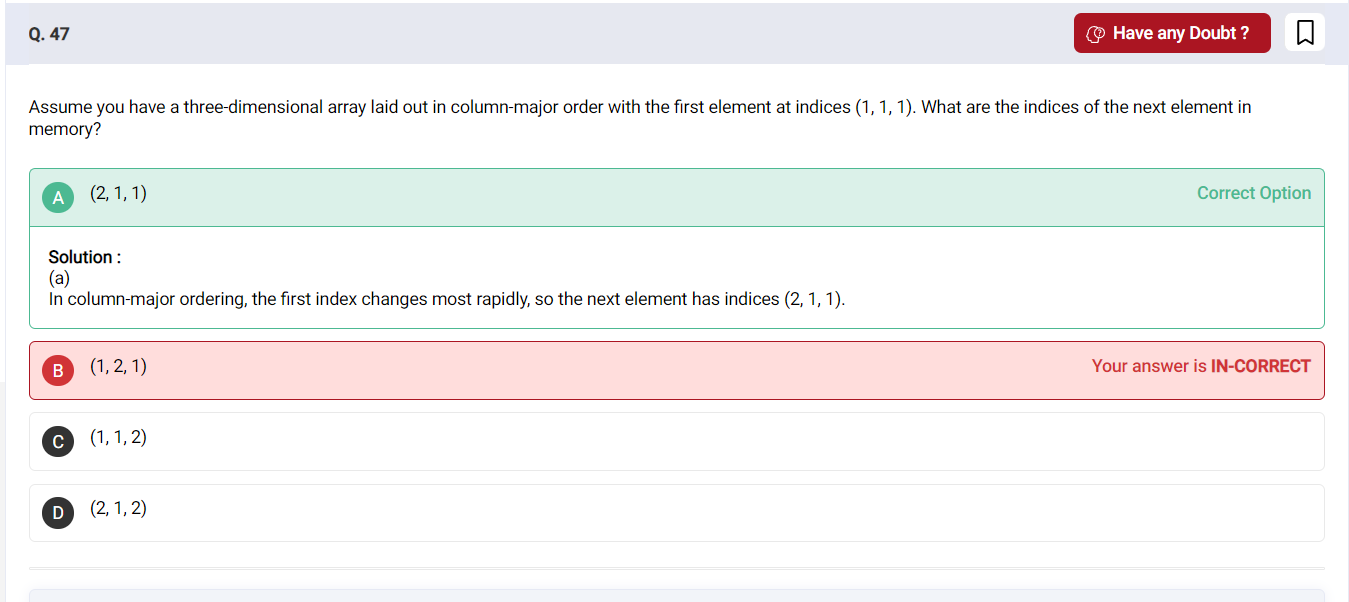 Q. 47
Have any Doubt ?
Assume you have a three-dimensional array laid out in column-major order with the first element at indices (1, 1, 1). What are the indices of the next element in
memory?
A (2, 1, 1) Correct Option
Solution :
(a)
In column-major ordering, the first index changes most rapidly, so the next element has indices (2, 1, 1).
B (1, 2, 1) Your answer is IN-CORRECT
C (1, 1, 2)
D (2, 1, 2)